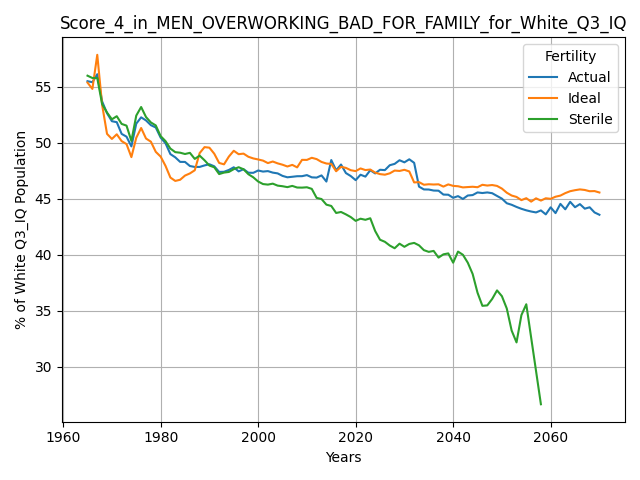 Score_4_in_MEN_OVERWORKING_BAD_FOR_FAMILY_for_White_Q3_IQ
Fertility
Actual
Ideal
Sterile
% of White Q3_IQ Population
55
50
45
40
35
30
1960
1980
2000
2020
2040
2060
Years